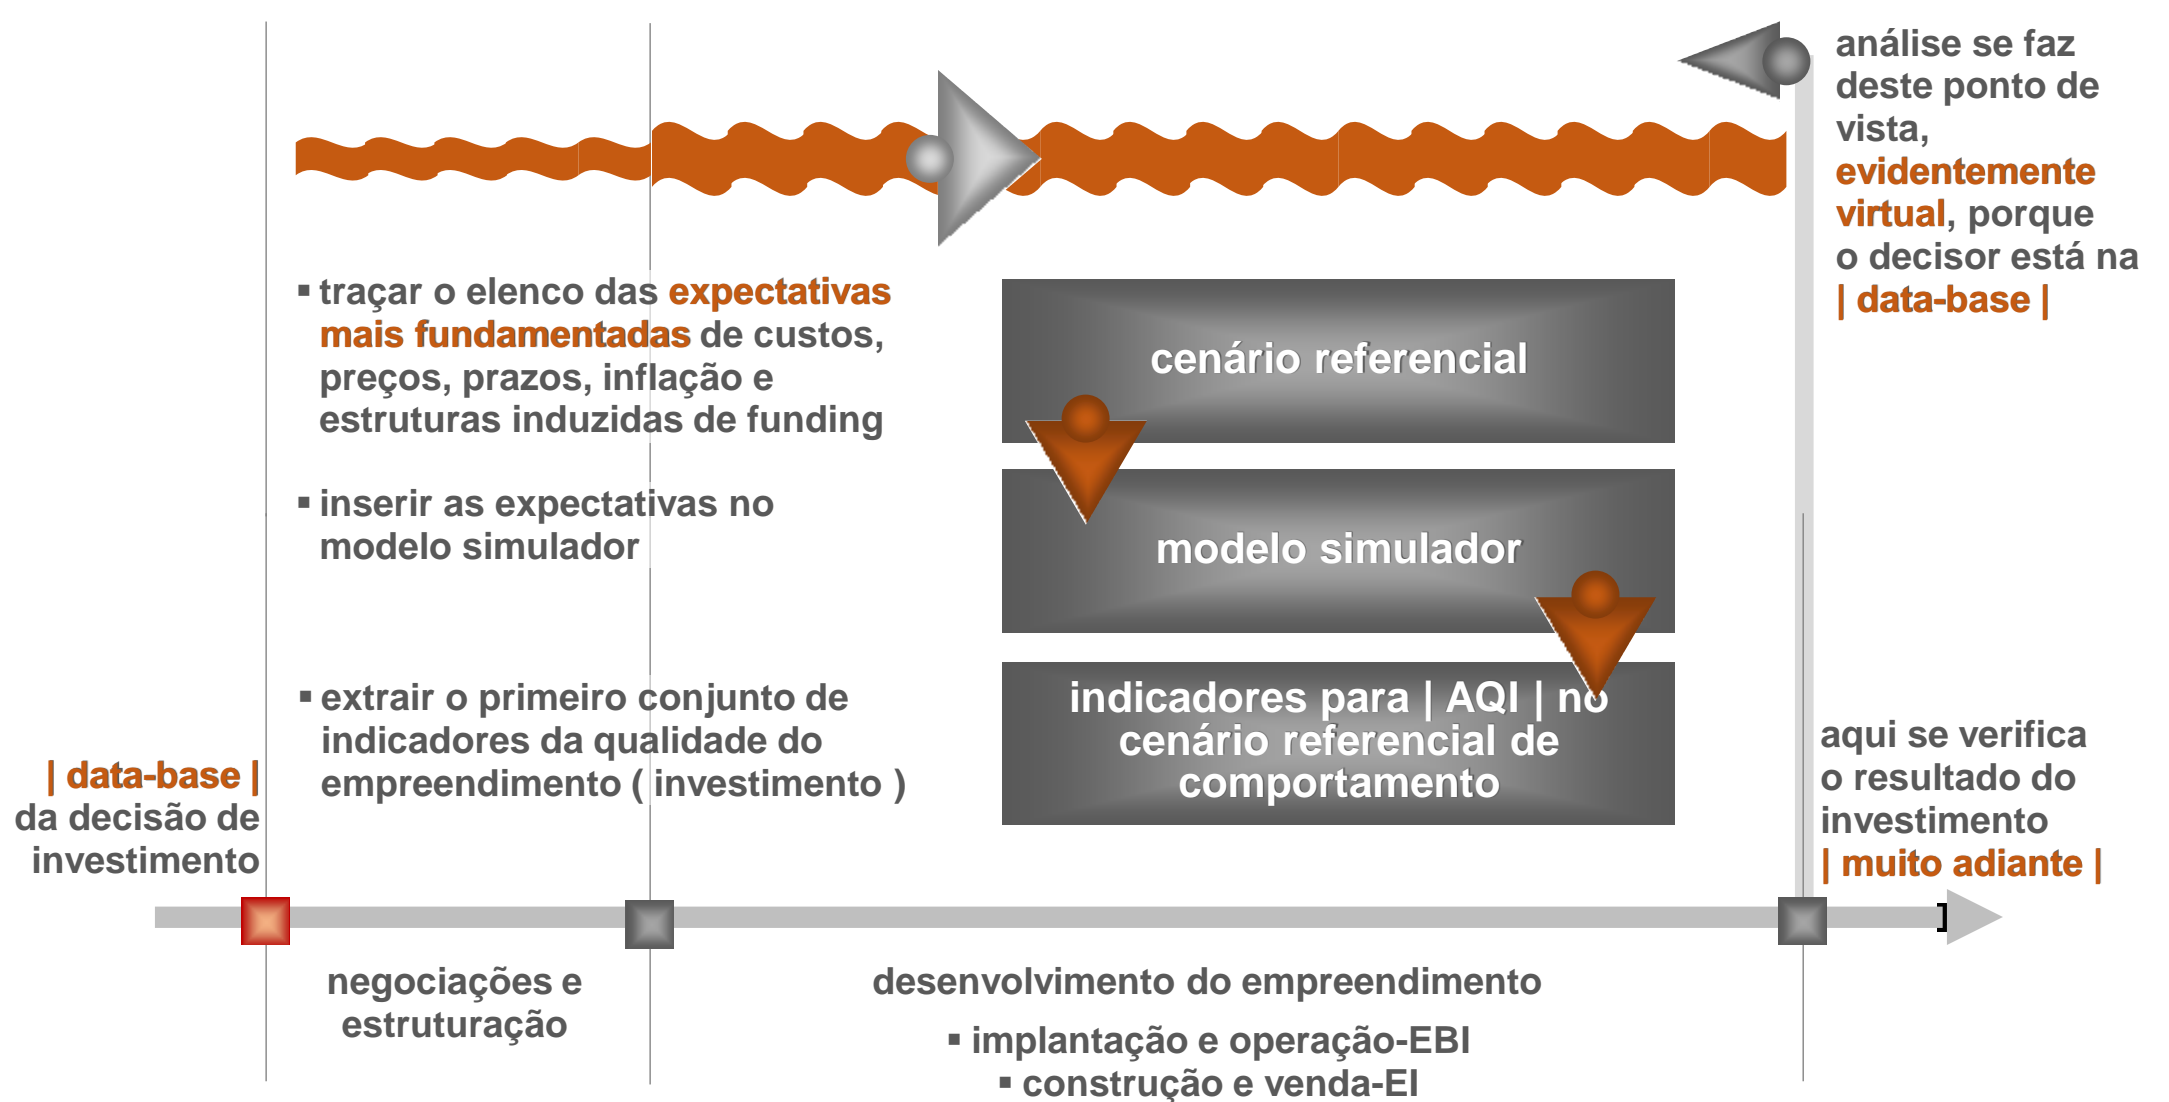 análise se faz
deste ponto de
vista,
evidentemente
virtual, porque
o decisor está na
| data-base |
▪ traçar o elenco das expectativas
mais fundamentadas de custos,
preços, prazos, inflação e
estruturas induzidas de funding
▪ inserir as expectativas no
modelo simulador
▪ extrair o primeiro conjunto de
indicadores da qualidade do
empreendimento ( investimento )
cenário referencial
modelo simulador
indicadores para | AQI | no
cenário referencial de
comportamento
| data-base |
da decisão de
investimento
aqui se verifica
o resultado do
investimento
| muito adiante |
]
negociações e
estruturação
desenvolvimento do empreendimento
▪ implantação e operação-EBI
▪ construção e venda-EI